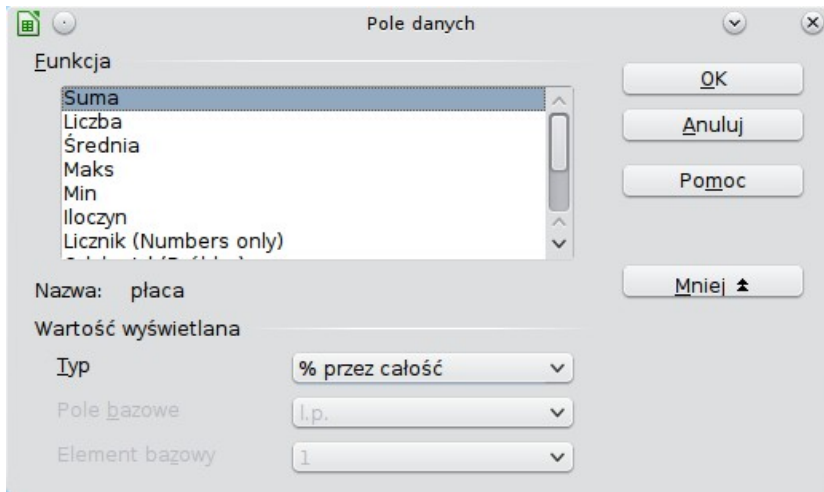 Pole danych
Funkcja
Suma
Liczba
Średnia
Maks
Min
Iloczyn
Licznik (Numbers only)
OK
Anuluj
Pomoc
Mniej
Nazwa: płaca
Wartość wyświetlana
Typ % przez całość
Pole bazowe l.p.
Element bazowy 1